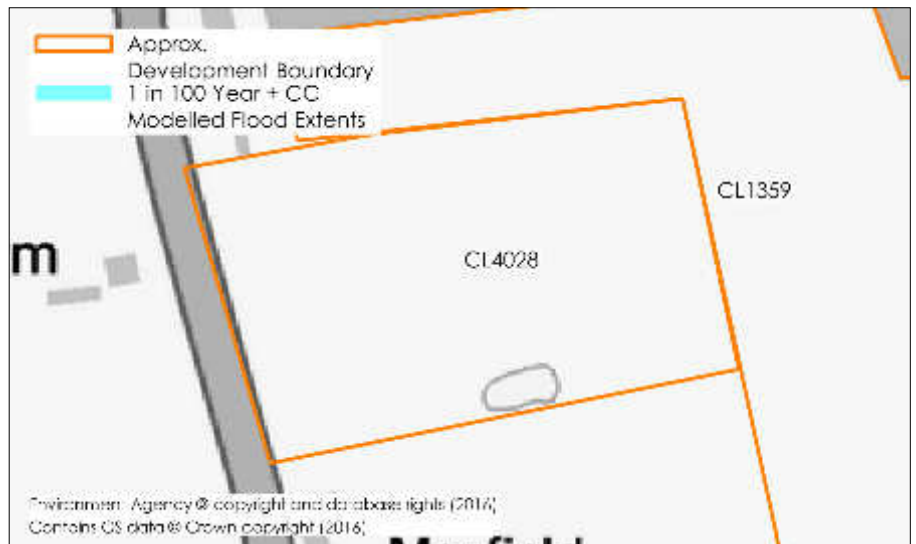 Approx.
Development Boundary
1 in 100 Year + CC
Modelled Flood Extents
CL1359
CL4028
m
Environment Agency © copyright and database rights (2016)
Contains OS data © Crown copyright (2016)